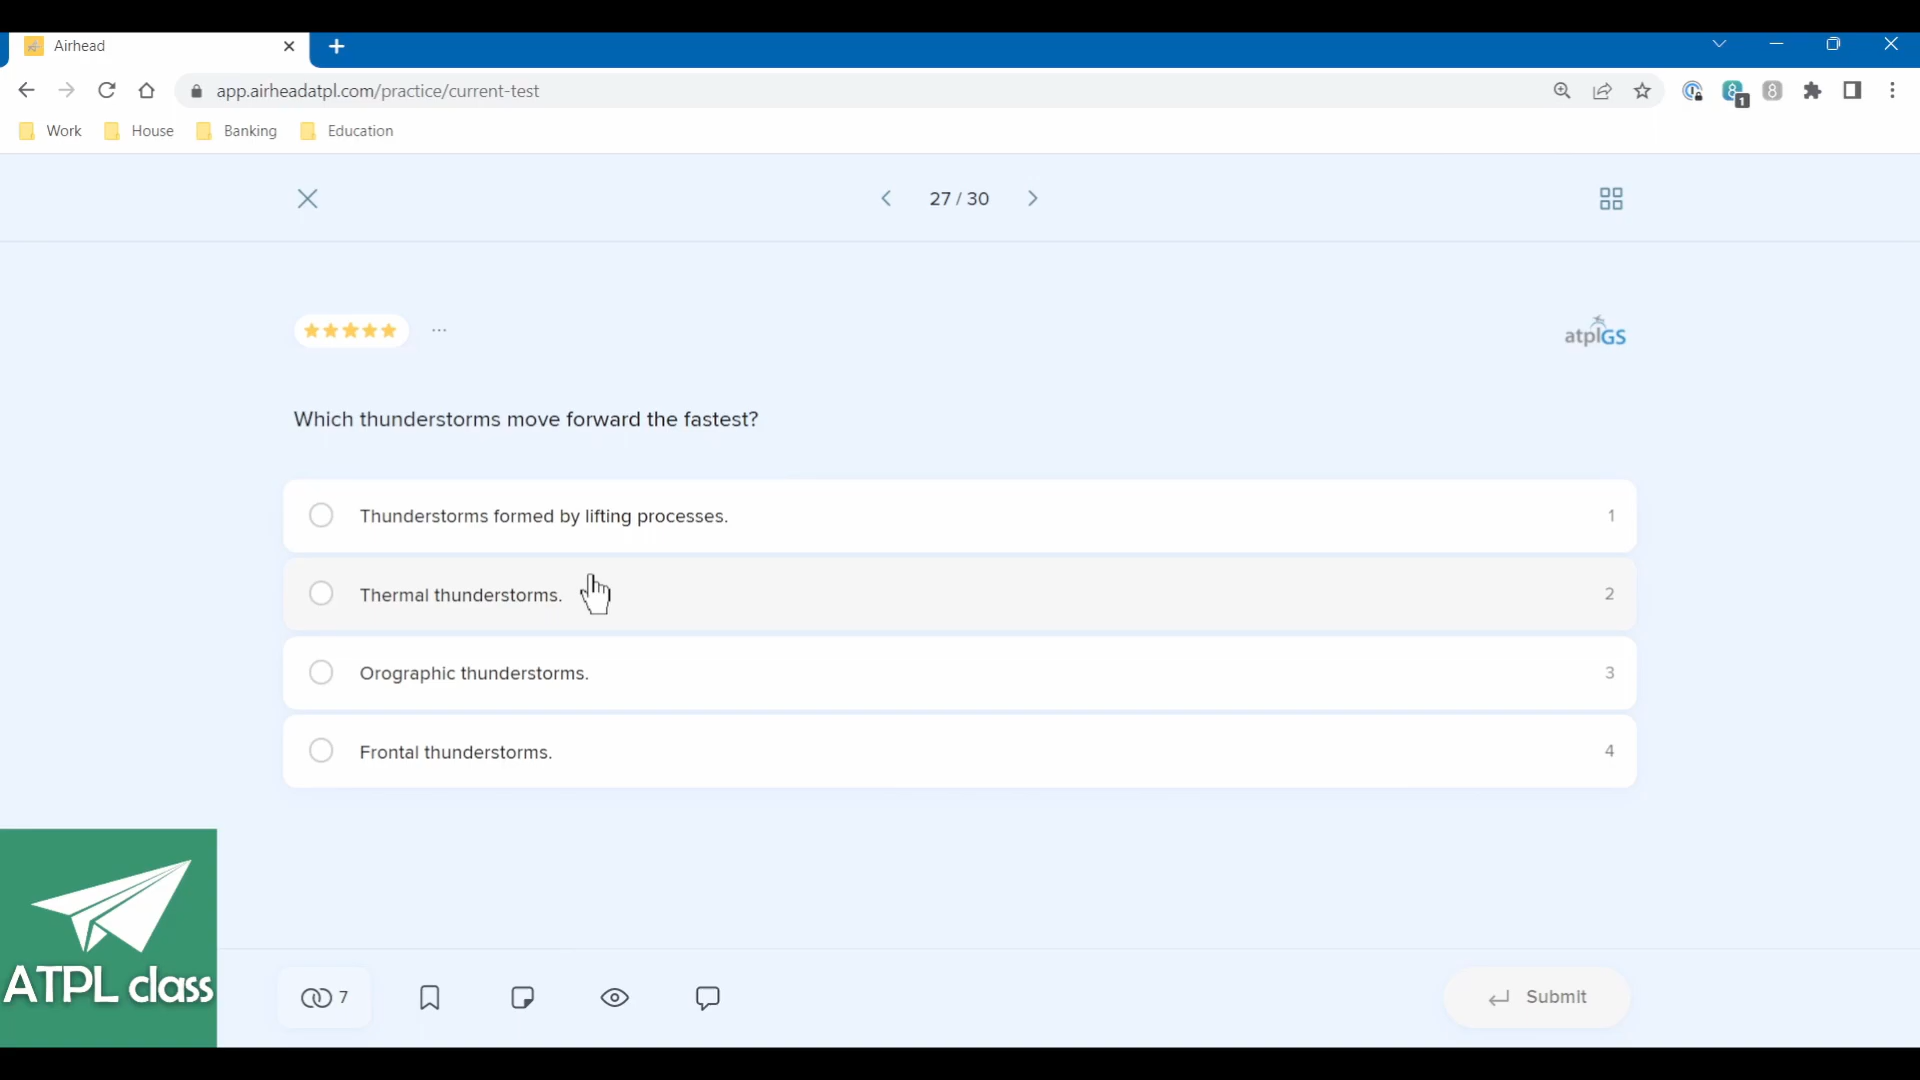 Airhead
app.airheadatpl.com/practice/current-test
1
8
Work
House
Banking
Education
27 / 30
...
atplGS
Which thunderstorms move forward the fastest?
Thunderstorms formed by lifting processes.
1
Thermal thunderstorms.
2
Orographic thunderstorms.
3
Frontal thunderstorms.
4
ATPL class
7
Submit